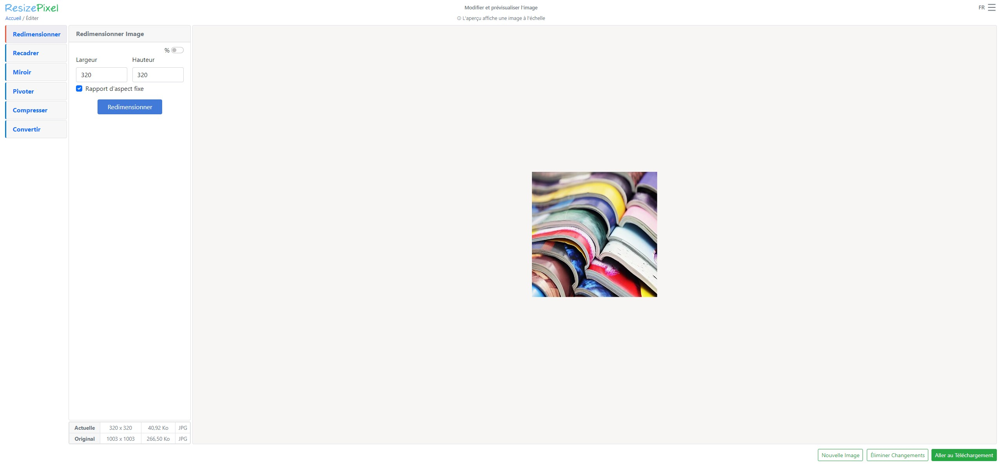 ResizePixel
Modifier et prévisualiser l'image
FR
Accueil / Éditer
L'aperçu affiche une image à l'échelle
Redimensionner
Recadrer
Miroir
Pivoter
Compresser
Convertir
Redimensionner Image
%
Largeur Hauteur
320 320
Rapport d'aspect fixe
Redimensionner
Actuelle 320 x 320 40,92 Ko JPG
Original 1003 x 1003 266,50 Ko JPG
Nouvelle Image Éliminer Changements Aller au Téléchargement